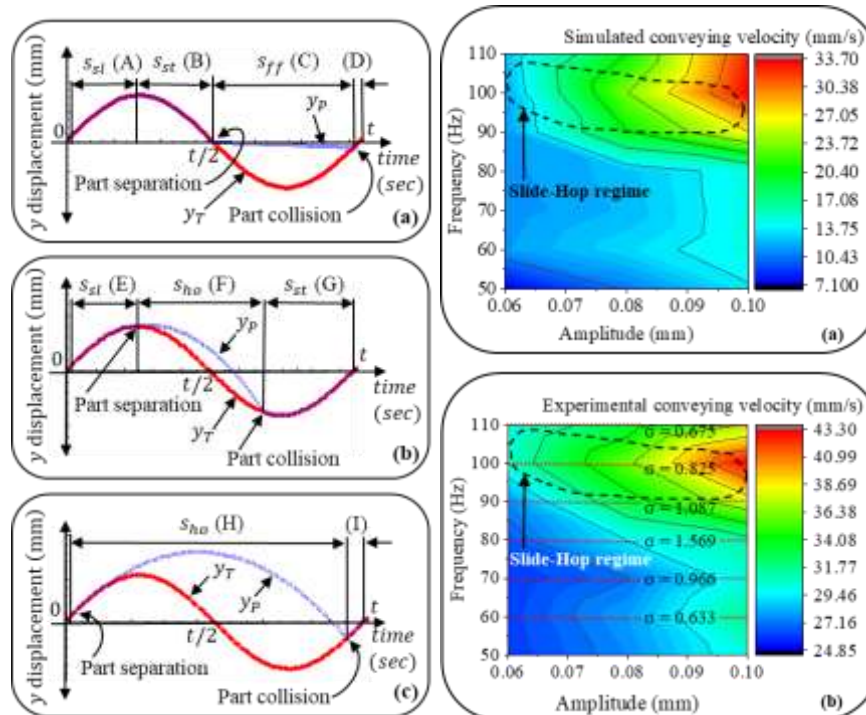 s_sl (A) s_st (B) s_ff (C) (D)
y displacement (mm)
0
y_P
t
t/2
time
(sec)
Part separation
y_T
Part collision
(a)
s_sl (E) s_ho (F) s_st (G)
y displacement (mm)
y_P
0
t
t/2
time
(sec)
Part separation
y_T
Part collision
(b)
s_ho (H) (I)
y displacement (mm)
y_T
y_P
0
t
t/2
time
(sec)
Part separation
Part collision
(c)
Simulated conveying velocity (mm/s)
Frequency (Hz)
110
100
90
80
70
60
50
Slide-Hop regime
0.06 0.07 0.08 0.09 0.10
Amplitude (mm)
33.70
30.38
27.05
23.73
20.40
17.08
13.75
10.43
7.100
(a)
Experimental conveying velocity (mm/s)
Frequency (Hz)
110
100
90
80
70
60
50
σ = 0.675
σ = 0.825
σ = 1.087
σ = 1.569
σ = 0.966
σ = 0.633
Slide-Hop regime
0.06 0.07 0.08 0.09 0.10
Amplitude (mm)
43.30
40.99
38.69
36.38
34.08
31.77
29.46
27.16
24.85
(b)